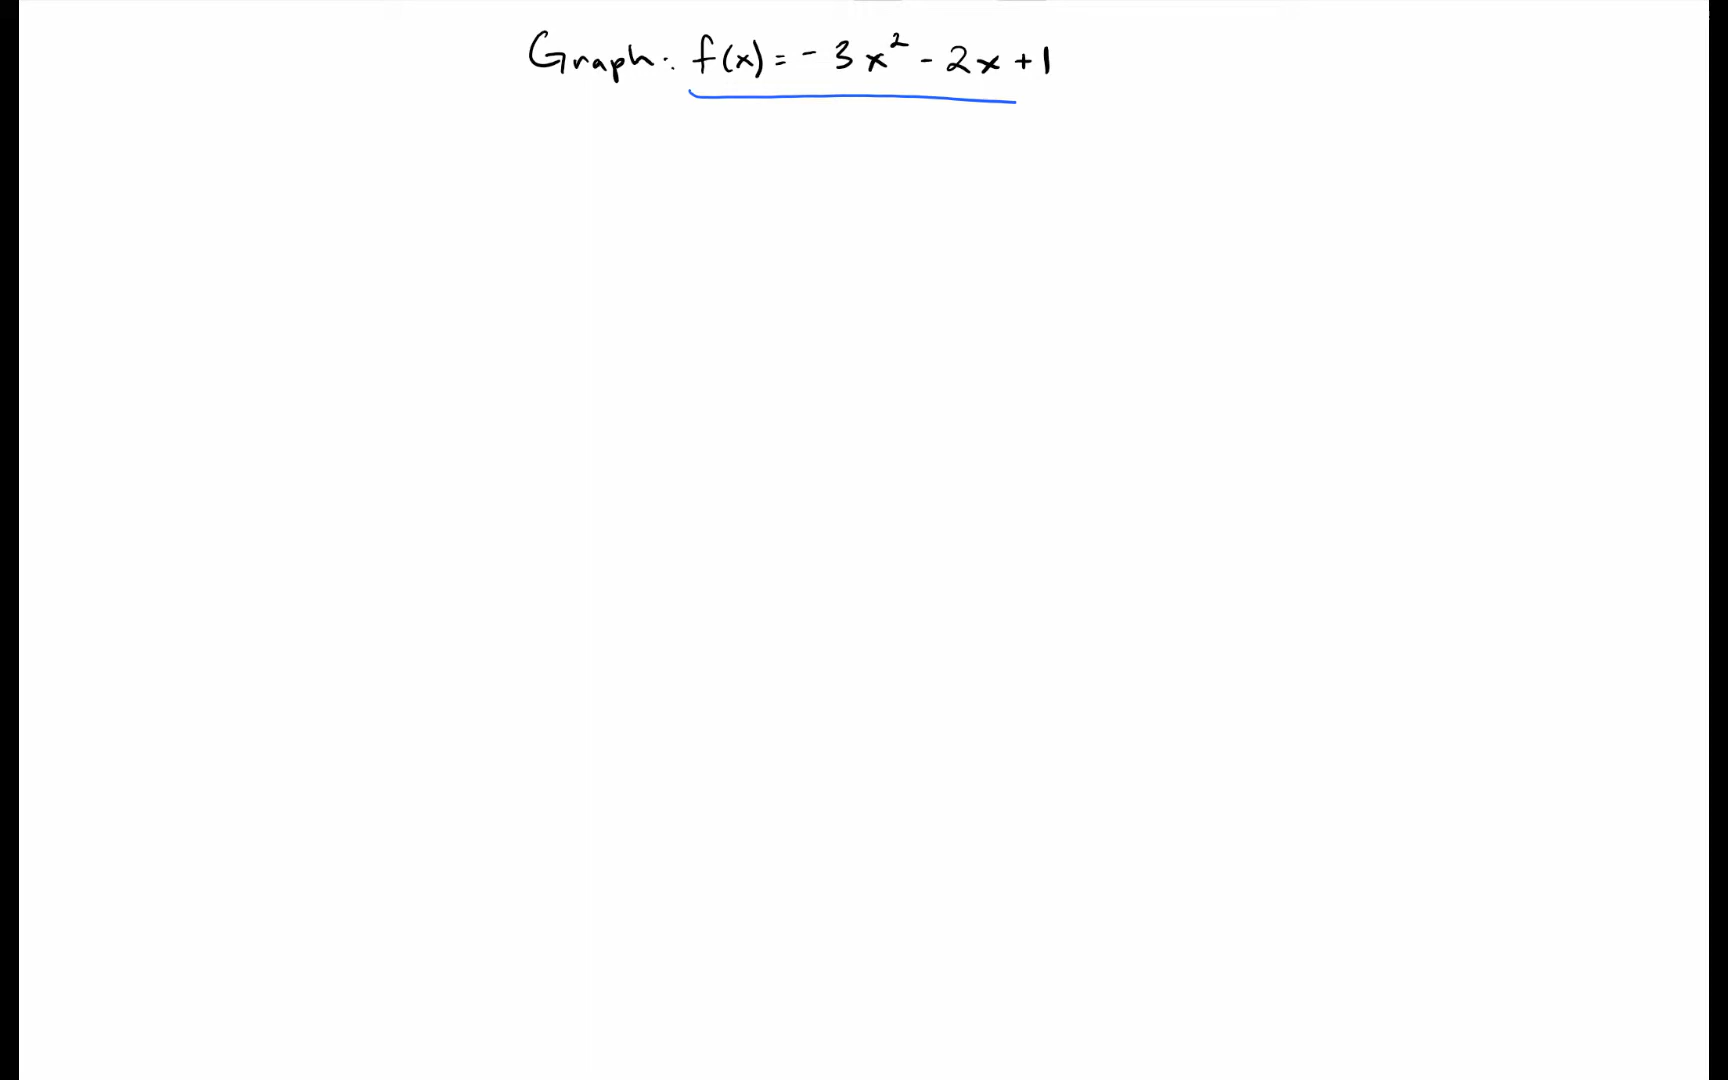 Graph: f(x) = - 3x² - 2x + 1